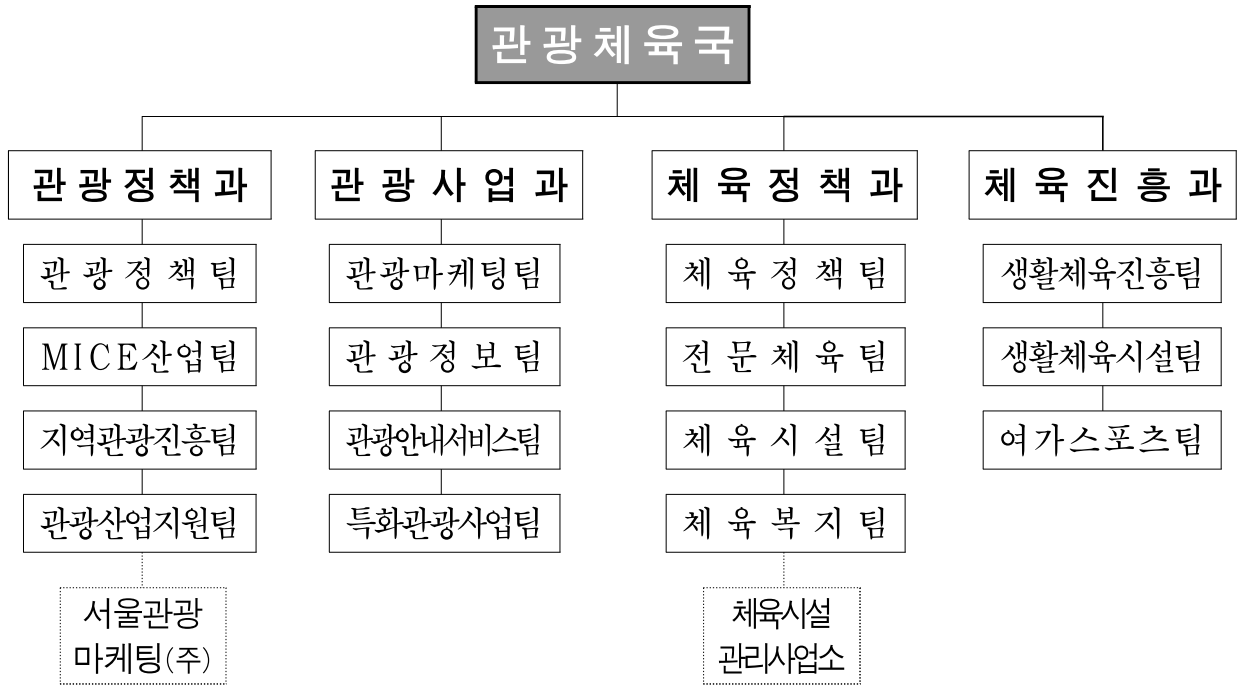 관광체육국
관광정책과
관광정책팀
MICE산업팀
지역관광진흥팀
관광산업지원팀
서울관광
마케팅(주)
관광사업과
관광마케팅팀
관광정보팀
관광안내서비스팀
특화관광사업팀
체육정책과
체육정책팀
전문체육팀
체육시설팀
체육복지팀
체육시설
관리사업소
체육진흥과
생활체육진흥팀
생활체육시설팀
여가스포츠팀